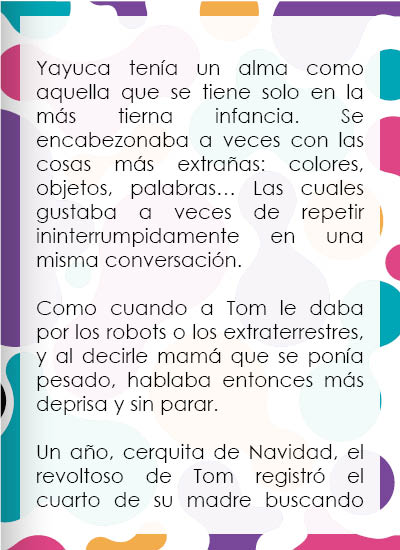 Yayuca tenía un alma como
aquella que se tiene solo en la
más tierna infancia. Se
encabezonaba a veces con las
cosas más extrañas: colores,
objetos, palabras... Las cuales
gustaba a veces de repetir
ininterrumpidamente en una
misma conversación.
Como cuando a Tom le daba
por los robots o los extraterrestres,
y al decirle mamá que se ponía
pesado, hablaba entonces más
deprisa y sin parar.
Un año, cerquita de Navidad, el
revoltoso de Tom registró el
cuarto de su madre buscando